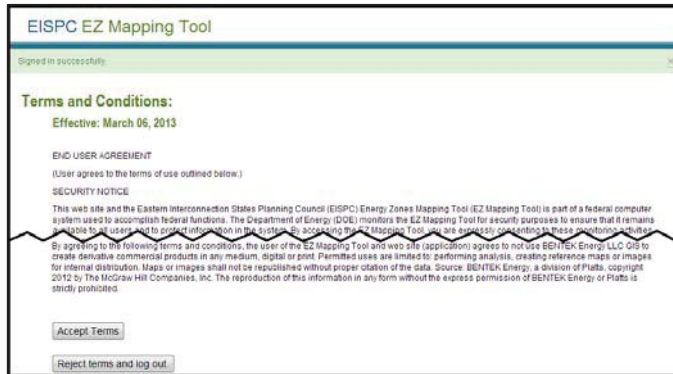 EISPC EZ Mapping Tool
Signed in successfully.
Terms and Conditions:
Effective: March 06, 2013
END USER AGREEMENT
(User agrees to the terms of use outlined below.)
SECURITY NOTICE
This web site and the Eastern Interconnection States Planning Council (EISPC) Energy Zones Mapping Tool (EZ Mapping Tool) is part of a federal computer
system used to accomplish federal functions. The Department of Energy (DOE) monitors the EZ Mapping Tool for security purposes to ensure that it remains
available to all users and to protect information in the system. By accessing the EZ Mapping Tool, you are expressly consenting to these monitoring activities.
By agreeing to the following terms and conditions, the user of the EZ Mapping Tool and web site (application) agrees to not use BENTEK Energy LLC GIS to
create derivative commercial products in any medium, digital or print. Permitted uses are limited to: performing analysis, creating reference maps or images
for internal distribution. Maps or images shall not be republished without proper citation of the data. Source: BENTEK Energy, a division of Platts, copyright
2012 by The McGraw Hill Companies, Inc. The reproduction of this information in any form without the express permission of BENTEK Energy or Platts is
strictly prohibited.
Accept Terms
Reject terms and log out.